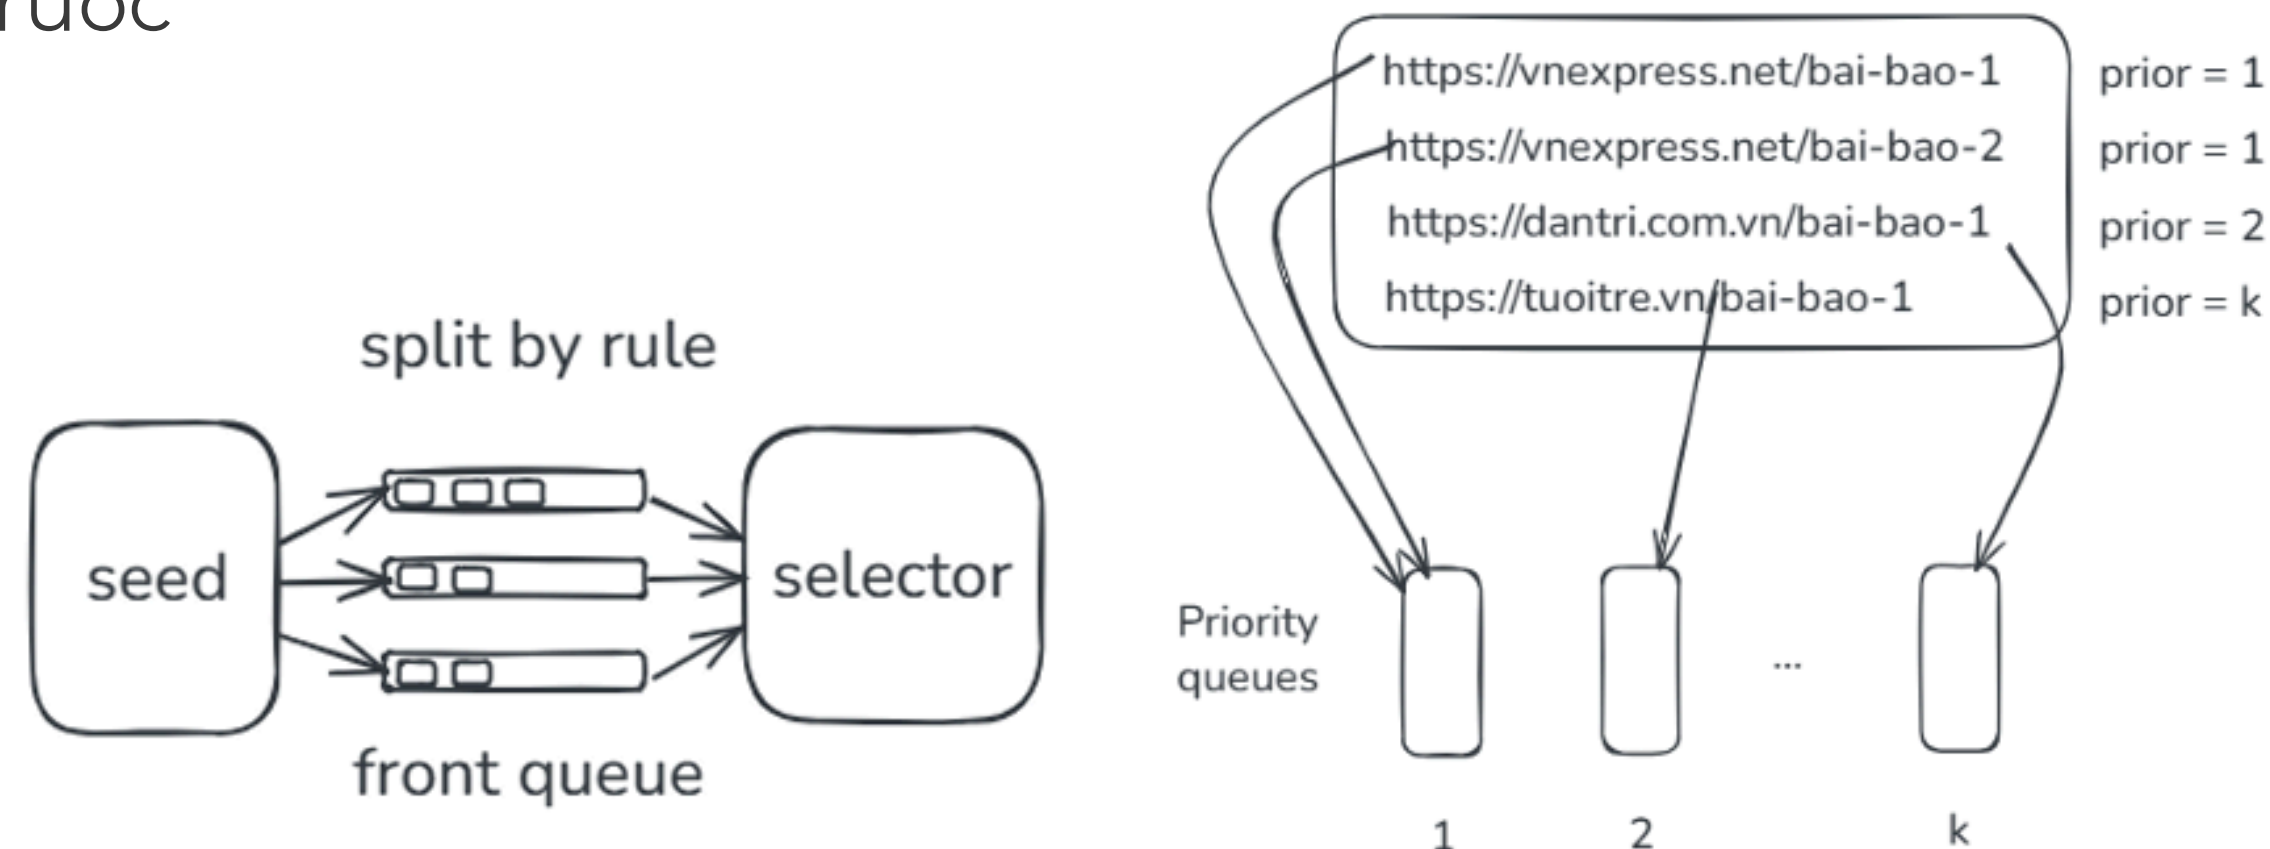 split by rule
seed
selector
front queue
https://vnexpress.net/bai-bao-1 prior = 1
https://vnexpress.net/bai-bao-2 prior = 1
https://dantri.com.vn/bai-bao-1 prior = 2
https://tuoitre.vn/bai-bao-1 prior = k
Priority
queues
...
1 2 k